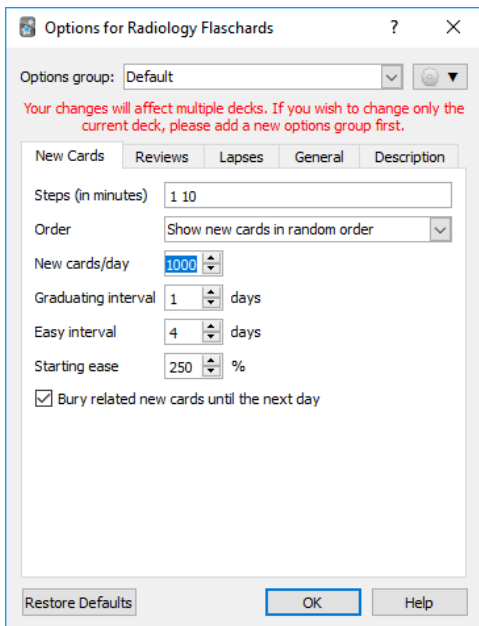 Options for Radiology Flaschards ? ×
Options group: Default
Your changes will affect multiple decks. If you wish to change only the
current deck, please add a new options group first.
New Cards Reviews Lapses General Description
Steps (in minutes) 1 10
Order Show new cards in random order
New cards/day 1000
Graduating interval 1 days
Easy interval 4 days
Starting ease 250 %
Bury related new cards until the next day
Restore Defaults OK Help